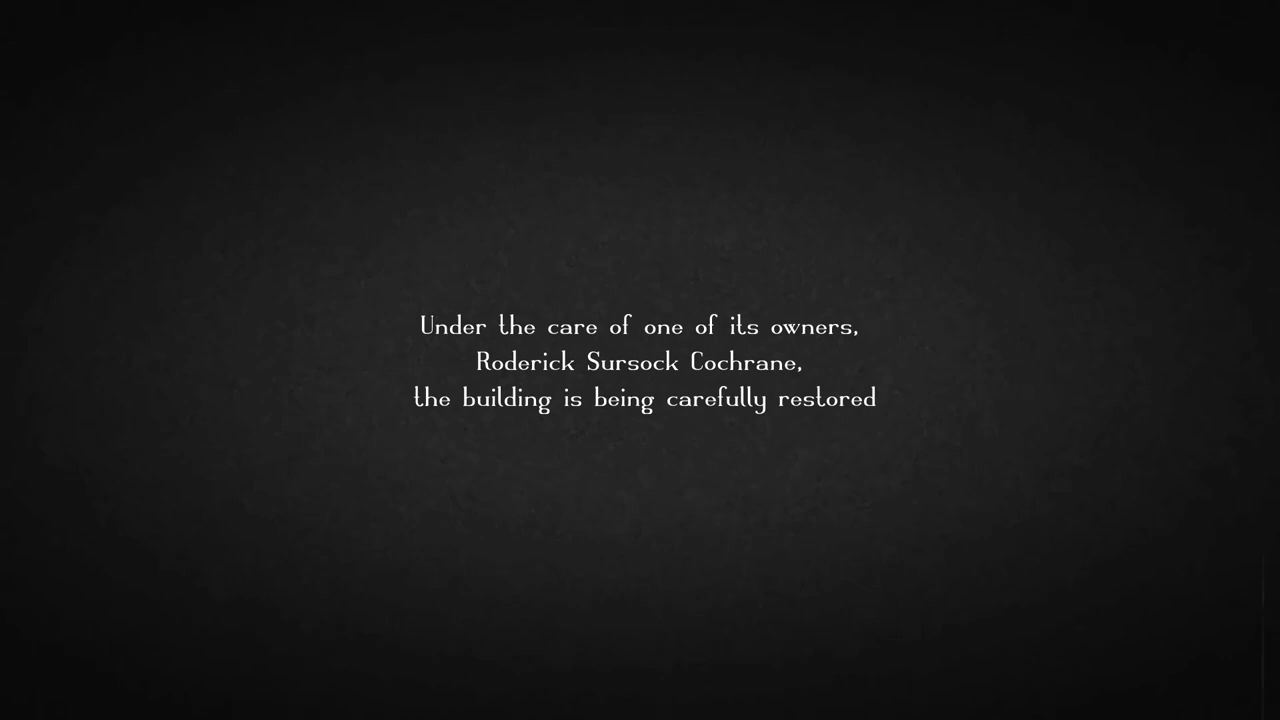 Under the care of one of its owners,
Roderick Sursock Cochrane,
the building is being carefully restored